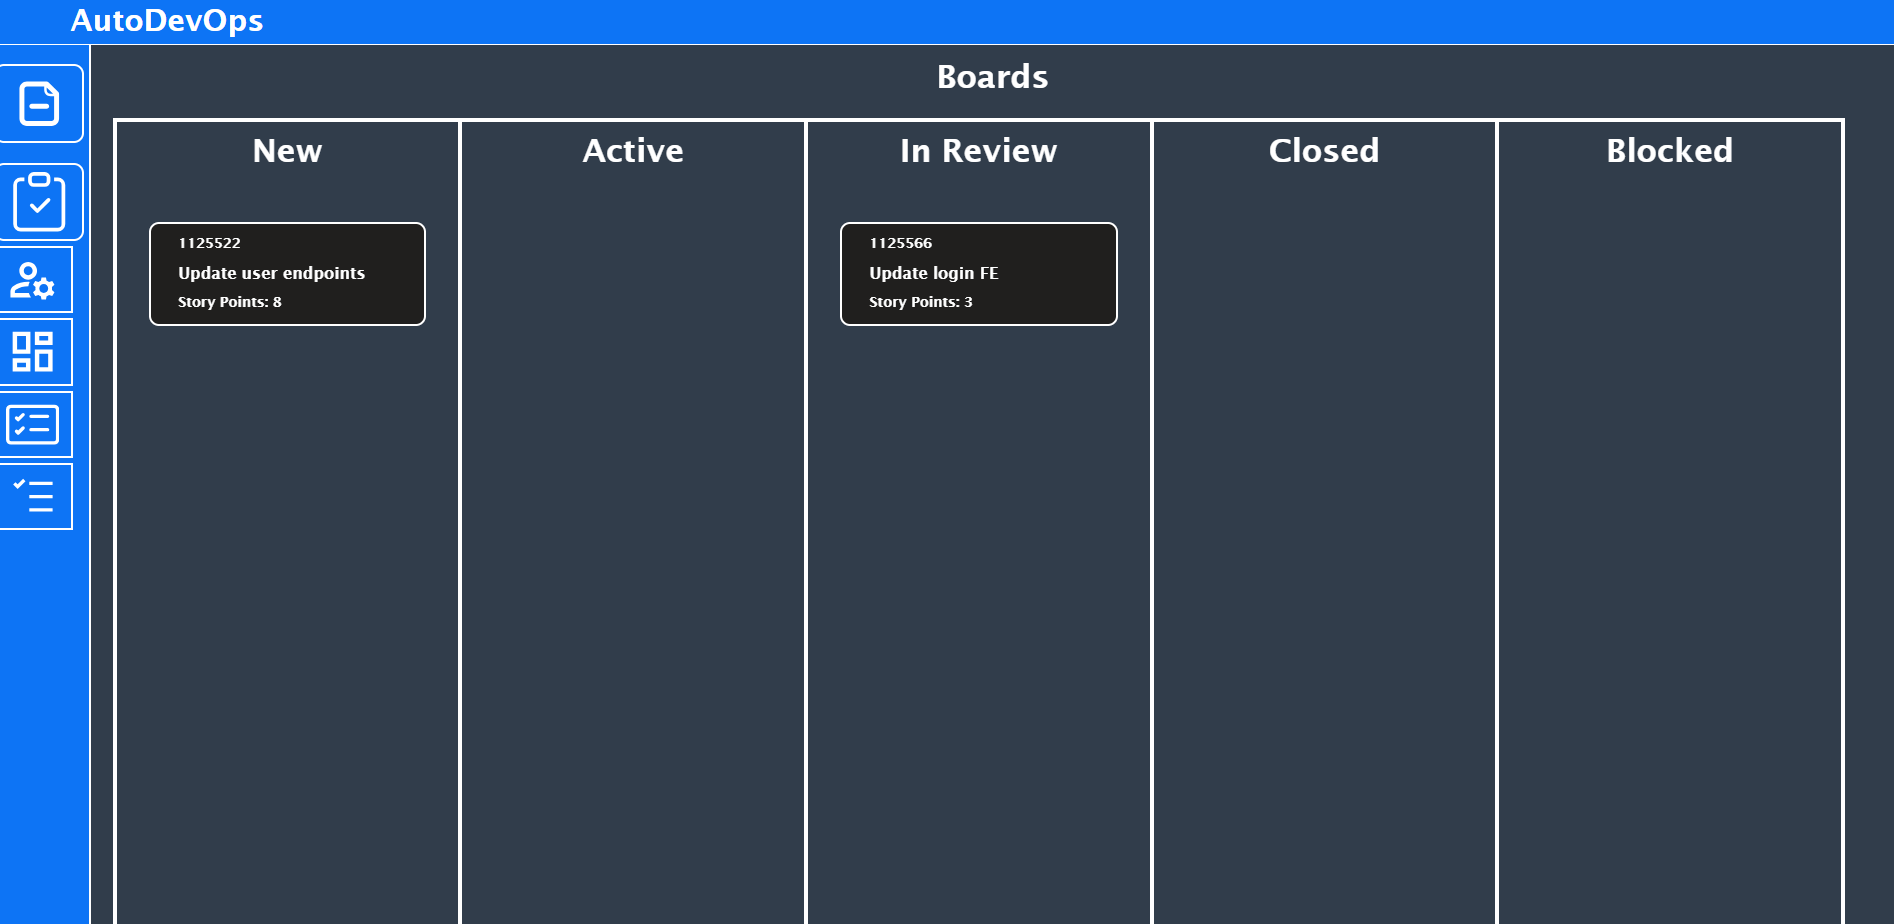 AutoDevOps
Boards
New
Active
In Review
Closed
Blocked
1125522
Update user endpoints
Story Points: 8
1125566
Update login FE
Story Points: 3